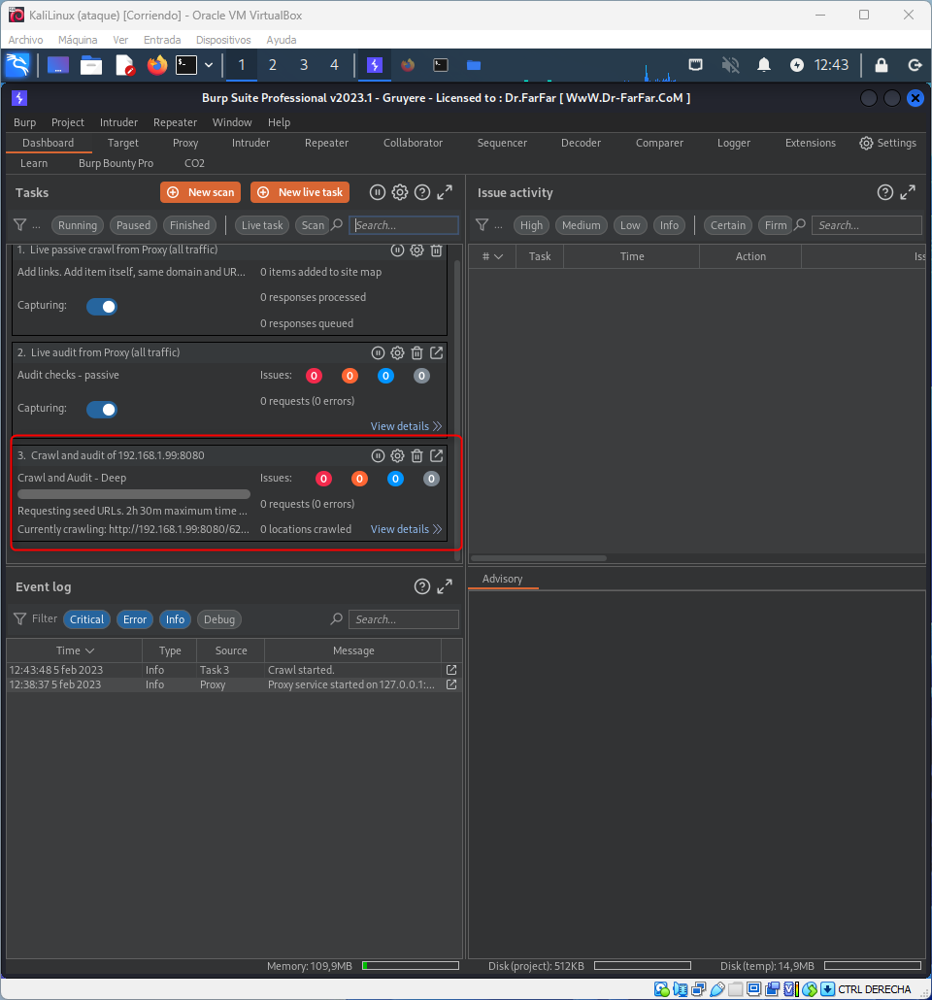 KaliLinux (ataque) [Corriendo] - Oracle VM VirtualBox
Archivo Máquina Ver Entrada Dispositivos Ayuda
1 2 3 4 12:43
Burp Suite Professional v2023.1 - Gruyere - Licensed to : Dr.FarFar [ WwW.Dr-FarFar.CoM ]
Burp Project Intruder Repeater Window Help
Dashboard Target Proxy Intruder Repeater Collaborator Sequencer Decoder Comparer Logger Extensions Settings
Learn Burp Bounty Pro CO2
Tasks New scan New live task
... Running Paused Finished Live task Scan Search...
1. Live passive crawl from Proxy (all traffic)
Add links. Add item itself, same domain and UR... 0 items added to site map
0 responses processed
Capturing:
0 responses queued
2. Live audit from Proxy (all traffic)
Audit checks - passive Issues: 0 0 0 0
0 requests (0 errors)
Capturing:
View details
3. Crawl and audit of 192.168.1.99:8080
Crawl and Audit - Deep Issues: 0 0 0 0
0 requests (0 errors)
Requesting seed URLs. 2h 30m maximum time ...
Currently crawling: http://192.168.1.99:8080/62... 0 locations crawled View details
Issue activity
... High Medium Low Info Certain Firm Search...
# Task Time Action Iss
Event log
Filter Critical Error Info Debug Search...
Time Type Source Message
12:43:48 5 feb 2023 Info Task 3 Crawl started.
12:38:37 5 feb 2023 Info Proxy Proxy service started on 127.0.0.1:...
Advisory
Memory: 109,9MB Disk (project): 512KB Disk (temp): 14,9MB
CTRL DERECHA